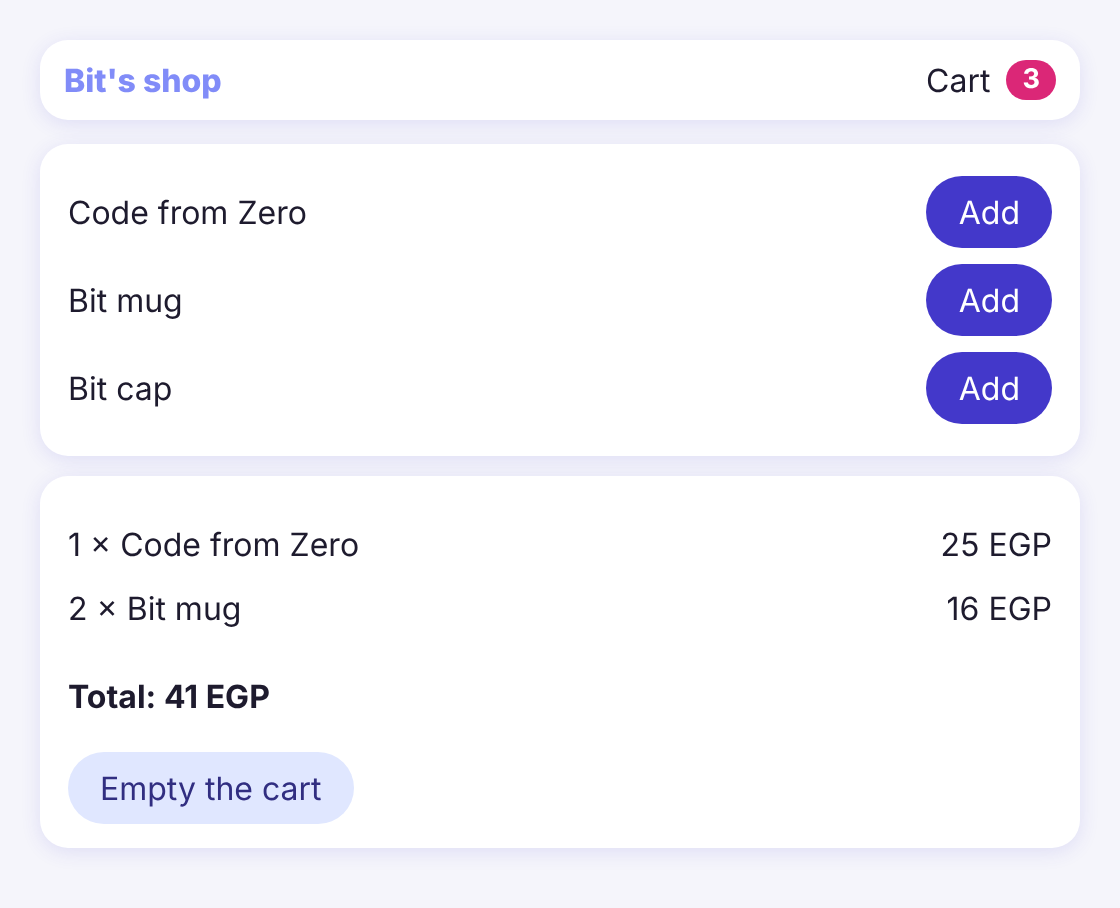 Bit's shop
Cart 3
Code from Zero Add
Bit mug Add
Bit cap Add
1 × Code from Zero 25 EGP
2 × Bit mug 16 EGP
Total: 41 EGP
Empty the cart